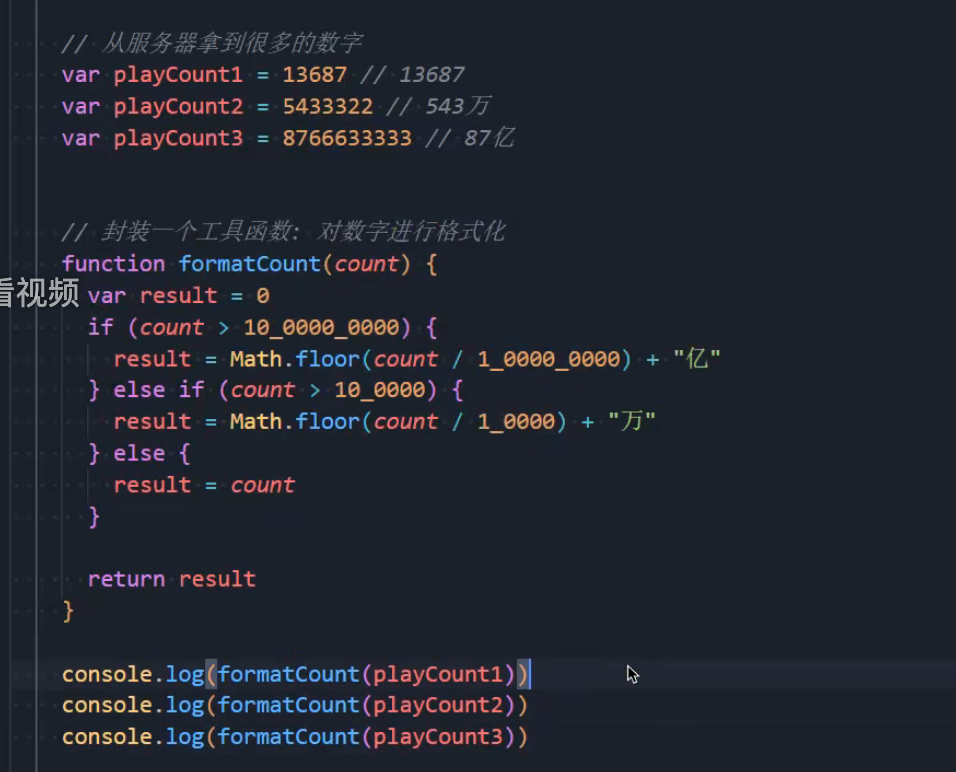 // 从服务器拿到很多的数字
var playCount1 = 13687 // 13687
var playCount2 = 5433322 // 543万
var playCount3 = 8766633333 // 87亿
// 封装一个工具函数: 对数字进行格式化
function formatCount(count) {
看视频
var result = 0
if (count > 10_0000_0000) {
result = Math.floor(count / 1_0000_0000) + "亿"
} else if (count > 10_0000) {
result = Math.floor(count / 1_0000) + "万"
} else {
result = count
}
return result
}
console.log(formatCount(playCount1))
console.log(formatCount(playCount2))
console.log(formatCount(playCount3))